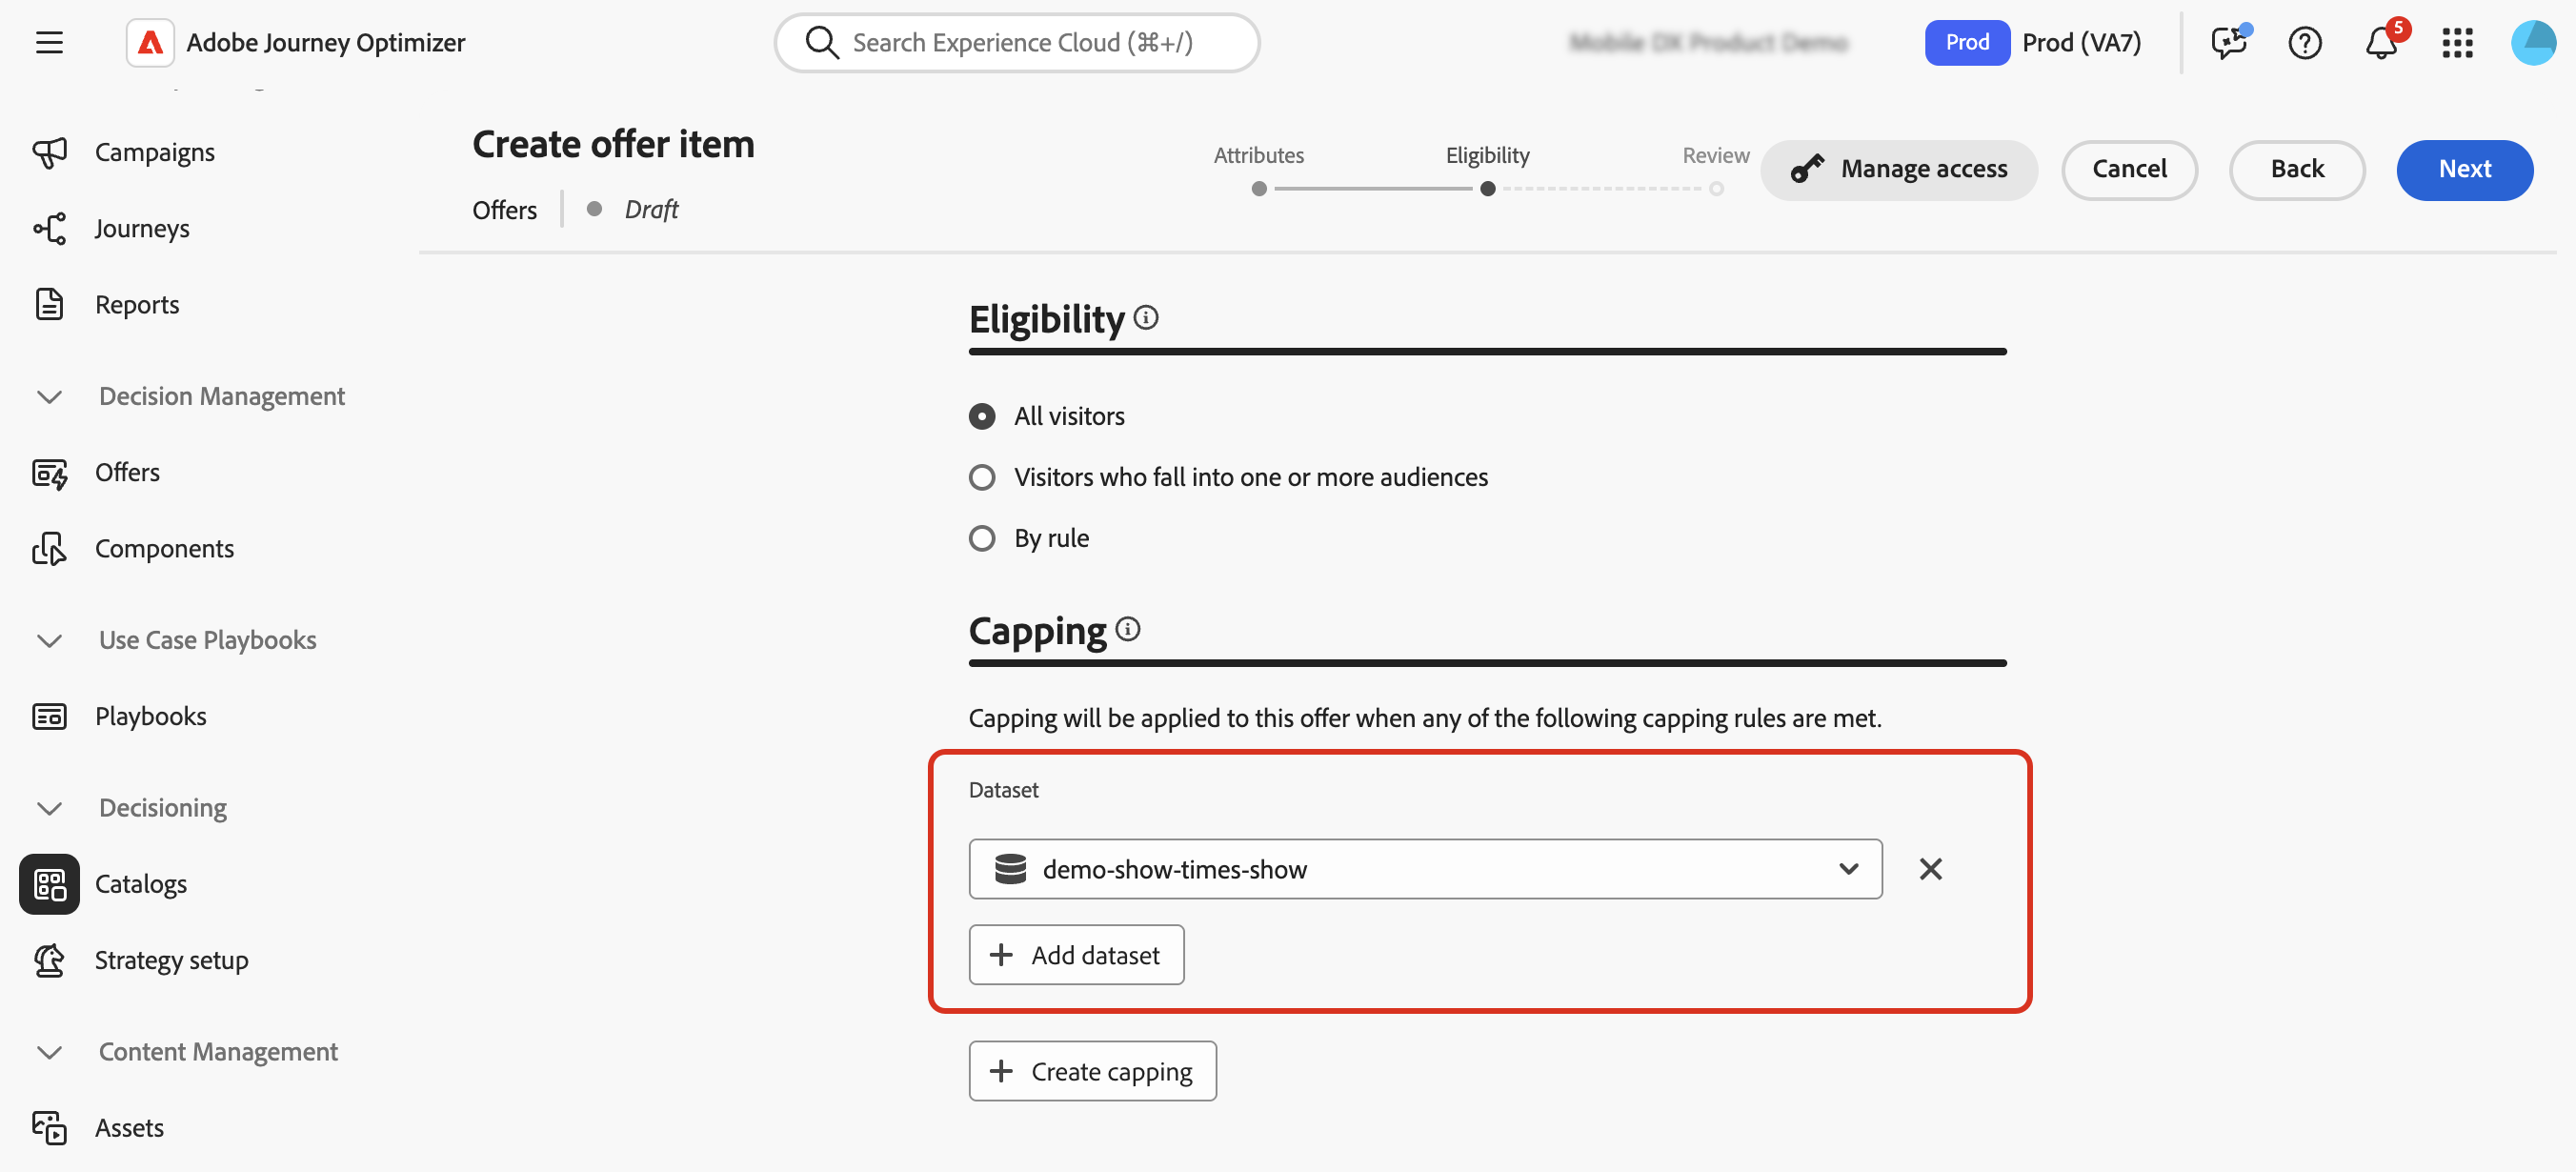 Adobe Journey Optimizer
Search Experience Cloud (⌘+/)
Prod
Prod (VA7)
5
Campaigns
Journeys
Reports
Decision Management
Offers
Components
Use Case Playbooks
Playbooks
Decisioning
Catalogs
Strategy setup
Content Management
Assets
Create offer item
Offers
Draft
Attributes
Eligibility
Review
Manage access
Cancel
Back
Next
Eligibility
All visitors
Visitors who fall into one or more audiences
By rule
Capping
Capping will be applied to this offer when any of the following capping rules are met.
Dataset
demo-show-times-show
Add dataset
Create capping